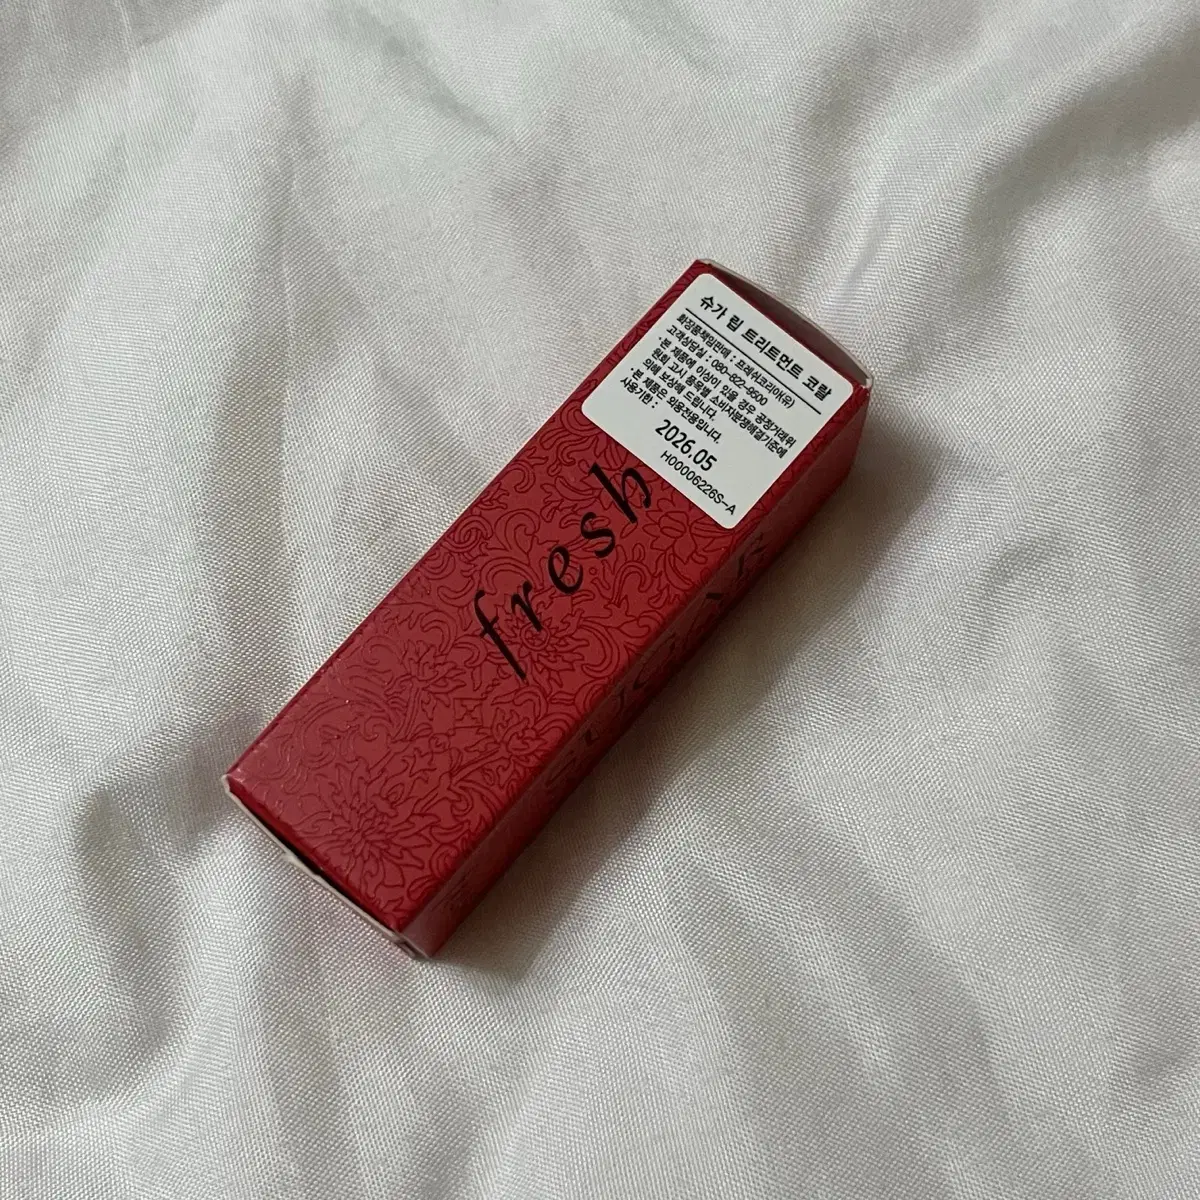 슈가 립 트리트먼트 코랄
화장품책임판매 : 프레쉬코리아(유)
고객상담실 : 080-822-9500
·본 제품에 이상이 있을 경우 공정거래위
원회 고시 품목별 소비자분쟁해결기준에
의해 보상해 드립니다.
·본 제품은 외용전용입니다.
사용기한 :
2026.05
H00006226S-A
fresh
SUGAR